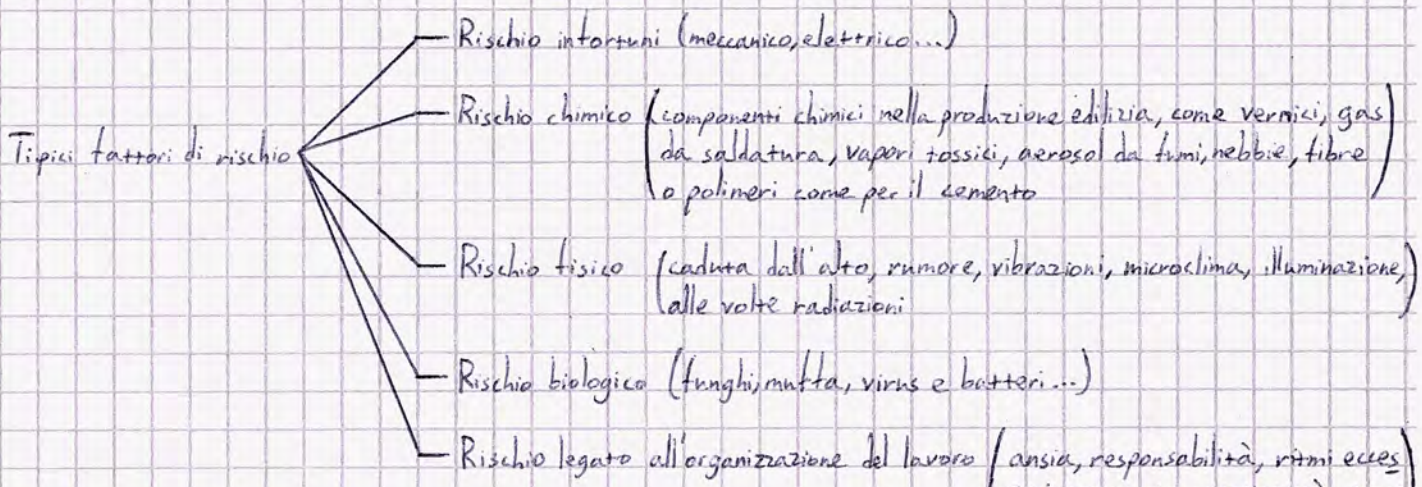 Rischio infortuni (meccanico, elettrico...)
Rischio chimico (componenti chimici nella produzione edilizia, come vernici, gas
da saldatura, vapori tossici, aerosol da fumi, nebbie, fibre
o polimeri come per il cemento)
Tipici fattori di rischio
Rischio fisico (caduta dall'alto, rumore, vibrazioni, microclima, illuminazione,
alle volte radiazioni)
Rischio biologico (funghi, muffa, virus e batteri...)
Rischio legato all'organizzazione del lavoro (ansia, responsabilità, ritmi ecces